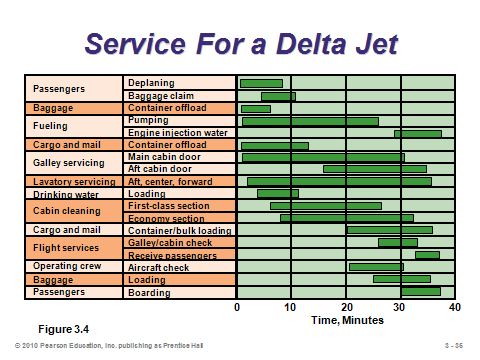 Service For a Delta Jet
Passengers Deplaning
Baggage claim
Baggage Container offload
Fueling Pumping
Engine injection water
Cargo and mail Container offload
Galley servicing Main cabin door
Aft cabin door
Lavatory servicing Aft, center, forward
Drinking water Loading
Cabin cleaning First-class section
Economy section
Cargo and mail Container/bulk loading
Flight services Galley/cabin check
Receive passengers
Operating crew Aircraft check
Baggage Loading
Passengers Boarding
0 10 20 30 40
Time, Minutes
Figure 3.4
© 2010 Pearson Education, Inc. publishing as Prentice Hall 3 - 35